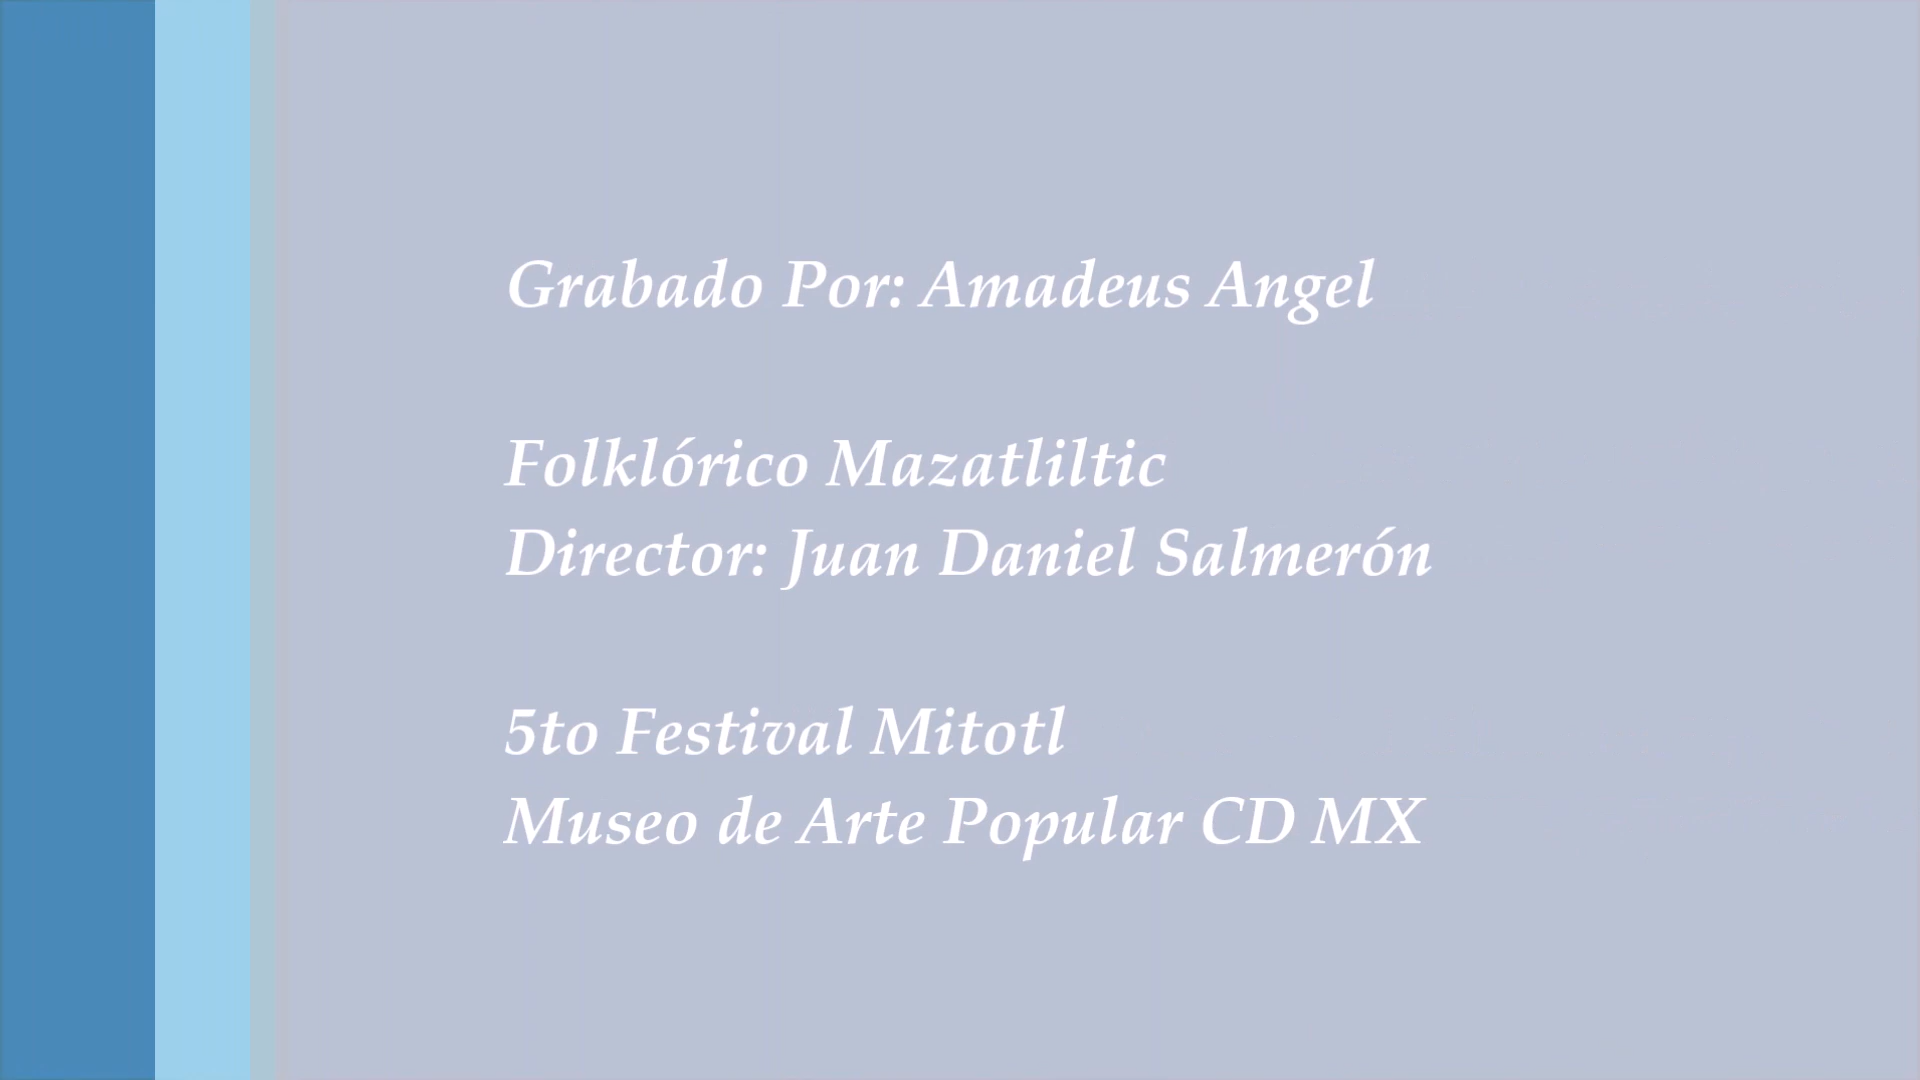 Grabado Por: Amadeus Angel
Folklórico Mazatliltic
Director: Juan Daniel Salmerón
5to Festival Mitotl
Museo de Arte Popular CD MX